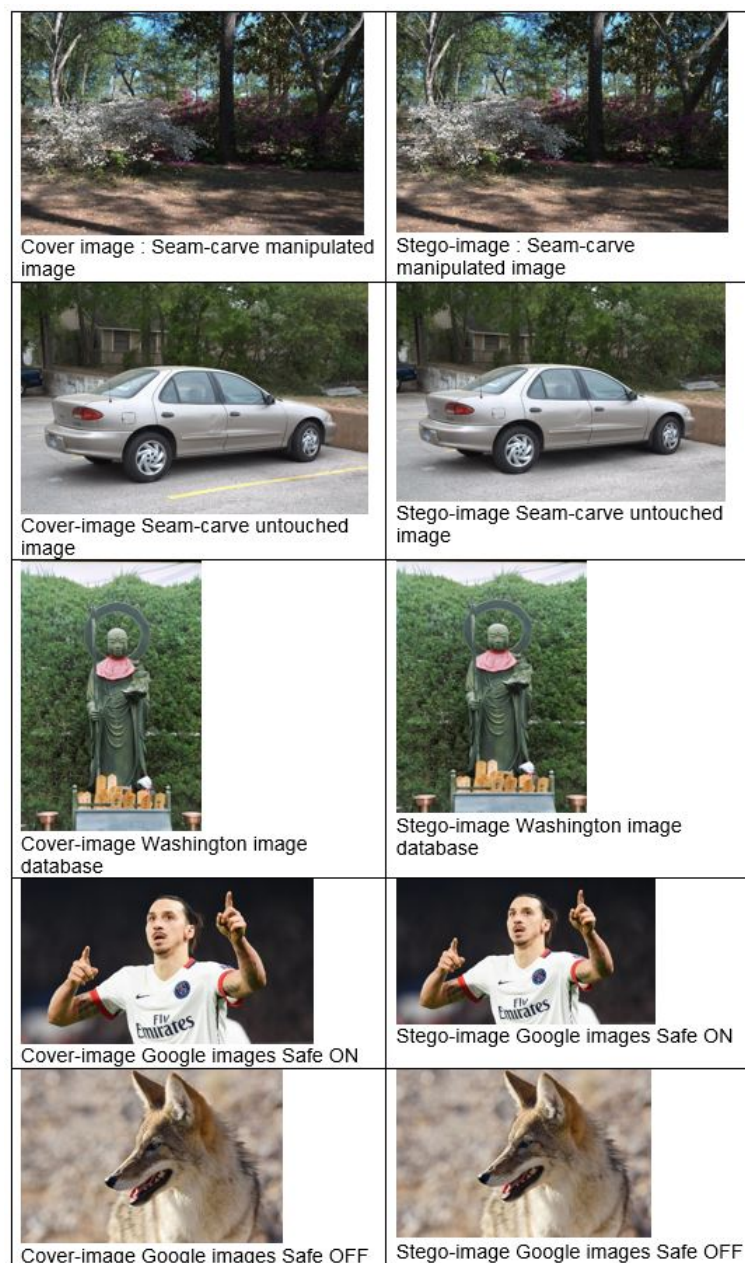 Cover image : Seam-carve manipulated
image
Stego-image : Seam-carve
manipulated image
Cover-image Seam-carve untouched
image
Stego-image Seam-carve untouched
image
Cover-image Washington image
database
Stego-image Washington image
database
Fly
Emirates
Cover-image Google images Safe ON
Fly
Emirates
Stego-image Google images Safe ON
Cover-image Google images Safe OFF
Stego-image Google images Safe OFF